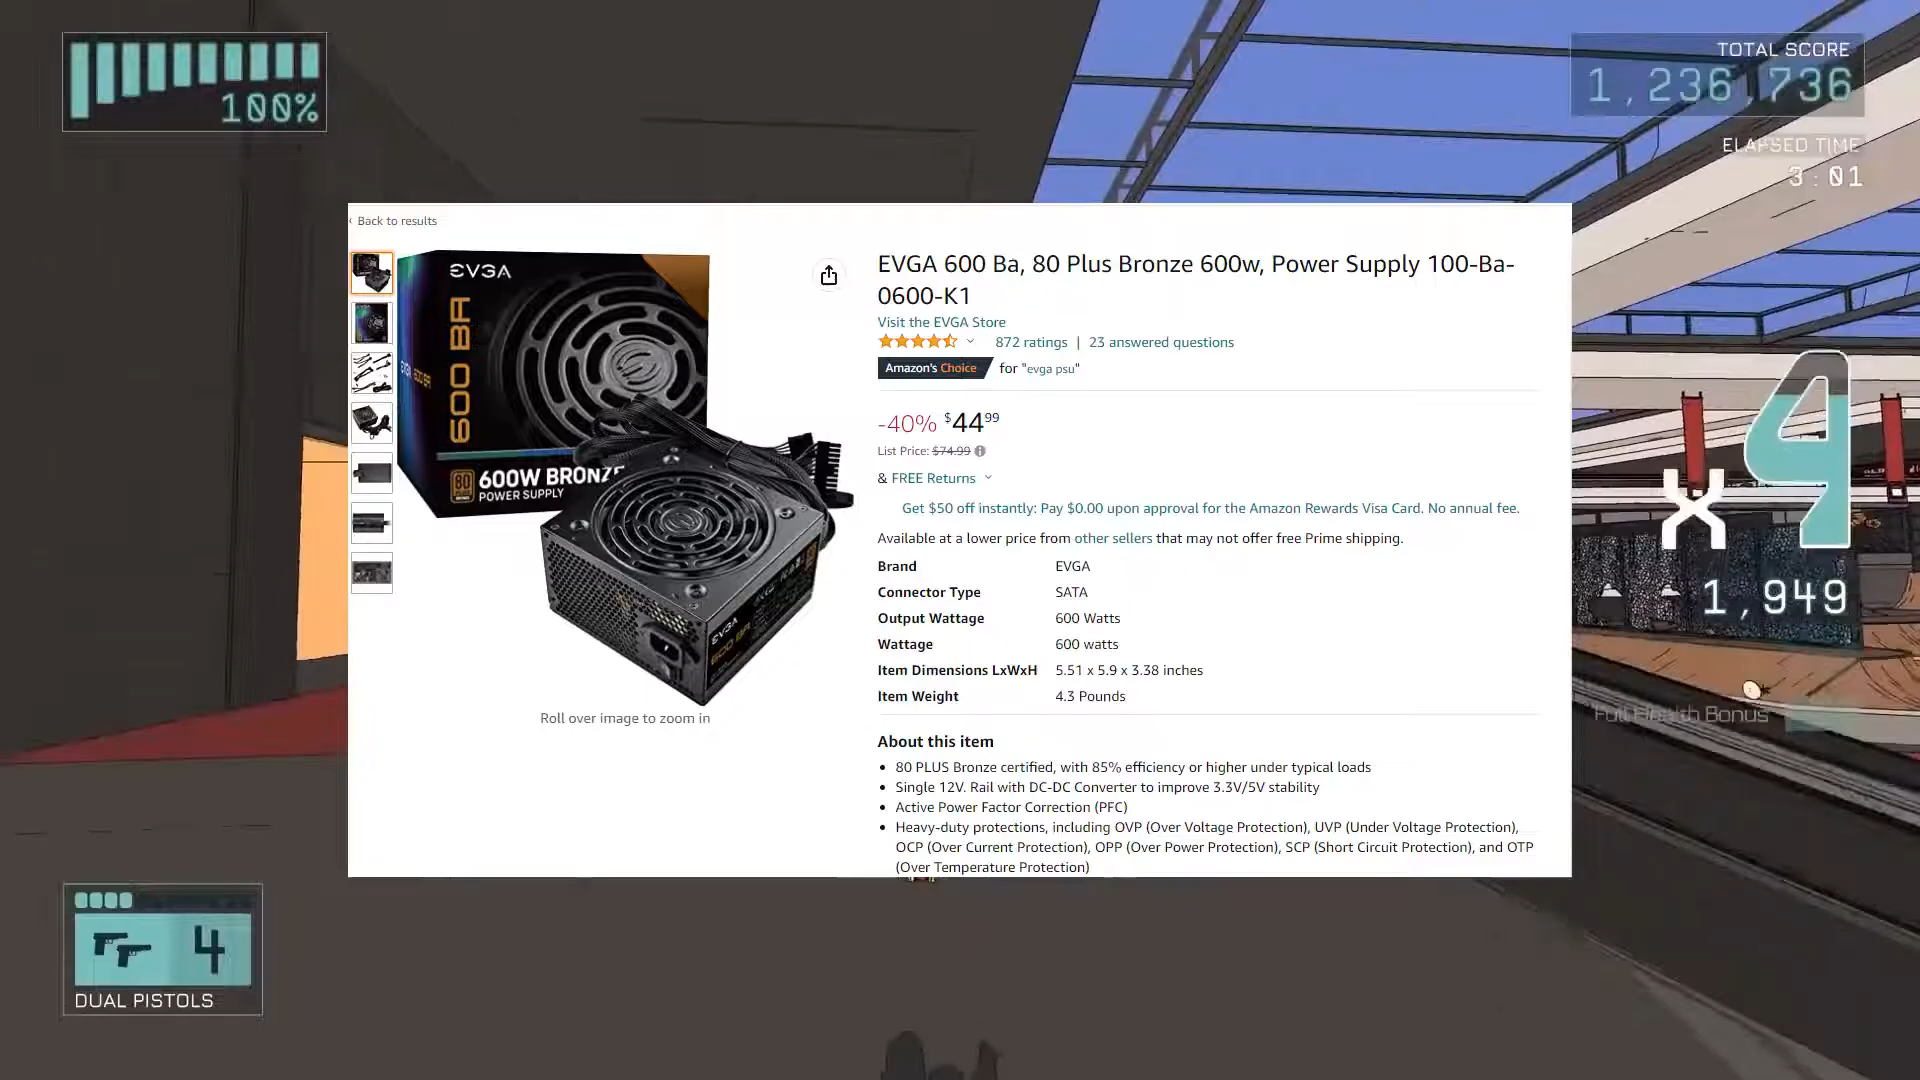 100%
TOTAL SCORE
1,236,736
ELAPSED TIME
3:01
‹ Back to results
EVGA
600 BA
600W BRONZE
POWER SUPPLY
80
EVGA
600 BA
Roll over image to zoom in
EVGA 600 Ba, 80 Plus Bronze 600w, Power Supply 100-Ba-
0600-K1
Visit the EVGA Store
872 ratings | 23 answered questions
Amazon's Choice for "evga psu"
-40% $44.99
List Price: $74.99
& FREE Returns
Get $50 off instantly: Pay $0.00 upon approval for the Amazon Rewards Visa Card. No annual fee.
Available at a lower price from other sellers that may not offer free Prime shipping.
Brand EVGA
Connector Type SATA
Output Wattage 600 Watts
Wattage 600 watts
Item Dimensions LxWxH 5.51 x 5.9 x 3.38 inches
Item Weight 4.3 Pounds
About this item
• 80 PLUS Bronze certified, with 85% efficiency or higher under typical loads
• Single 12V. Rail with DC-DC Converter to improve 3.3V/5V stability
• Active Power Factor Correction (PFC)
• Heavy-duty protections, including OVP (Over Voltage Protection), UVP (Under Voltage Protection),
OCP (Over Current Protection), OPP (Over Power Protection), SCP (Short Circuit Protection), and OTP
(Over Temperature Protection)
x4
1,949
Full Health Bonus
4
DUAL PISTOLS